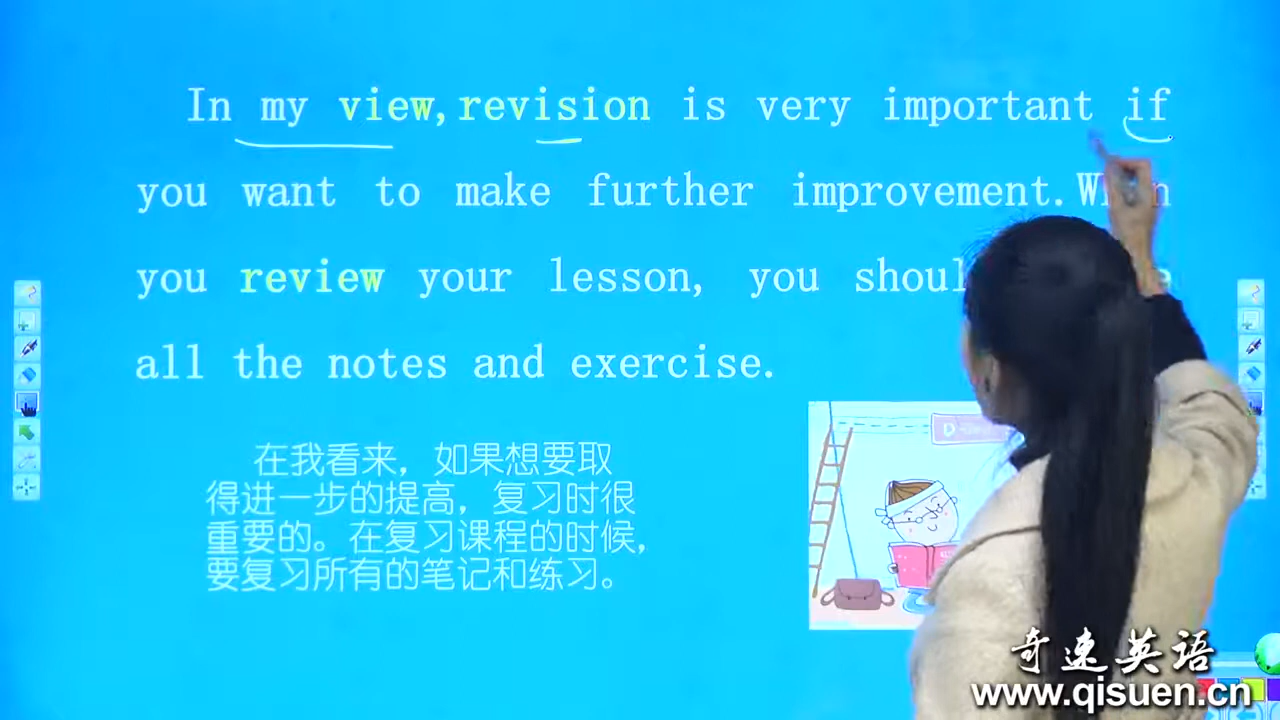 In my view,revision is very important if
you want to make further improvement.When
you review your lesson, you
all the notes and exercise.
在我看来，如果想要取
得进一步的提高，复习时很
重要的。在复习课程的时候，
要复习所有的笔记和练习。
奇速英语
www.qisuen.cn